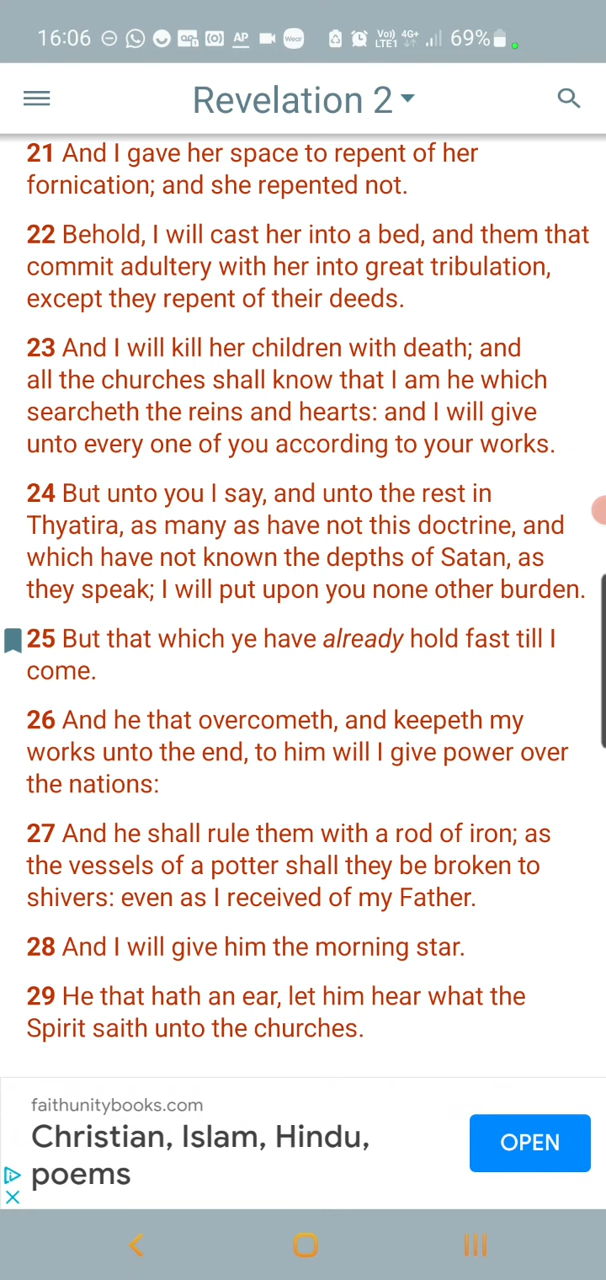 16:06 AP Wear Vo)) LTE1 4G+ 69%
Revelation 2
21 And I gave her space to repent of her
fornication; and she repented not.
22 Behold, I will cast her into a bed, and them that
commit adultery with her into great tribulation,
except they repent of their deeds.
23 And I will kill her children with death; and
all the churches shall know that I am he which
searcheth the reins and hearts: and I will give
unto every one of you according to your works.
24 But unto you I say, and unto the rest in
Thyatira, as many as have not this doctrine, and
which have not known the depths of Satan, as
they speak; I will put upon you none other burden.
25 But that which ye have already hold fast till I
come.
26 And he that overcometh, and keepeth my
works unto the end, to him will I give power over
the nations:
27 And he shall rule them with a rod of iron; as
the vessels of a potter shall they be broken to
shivers: even as I received of my Father.
28 And I will give him the morning star.
29 He that hath an ear, let him hear what the
Spirit saith unto the churches.
faithunitybooks.com
Christian, Islam, Hindu,
poems
OPEN